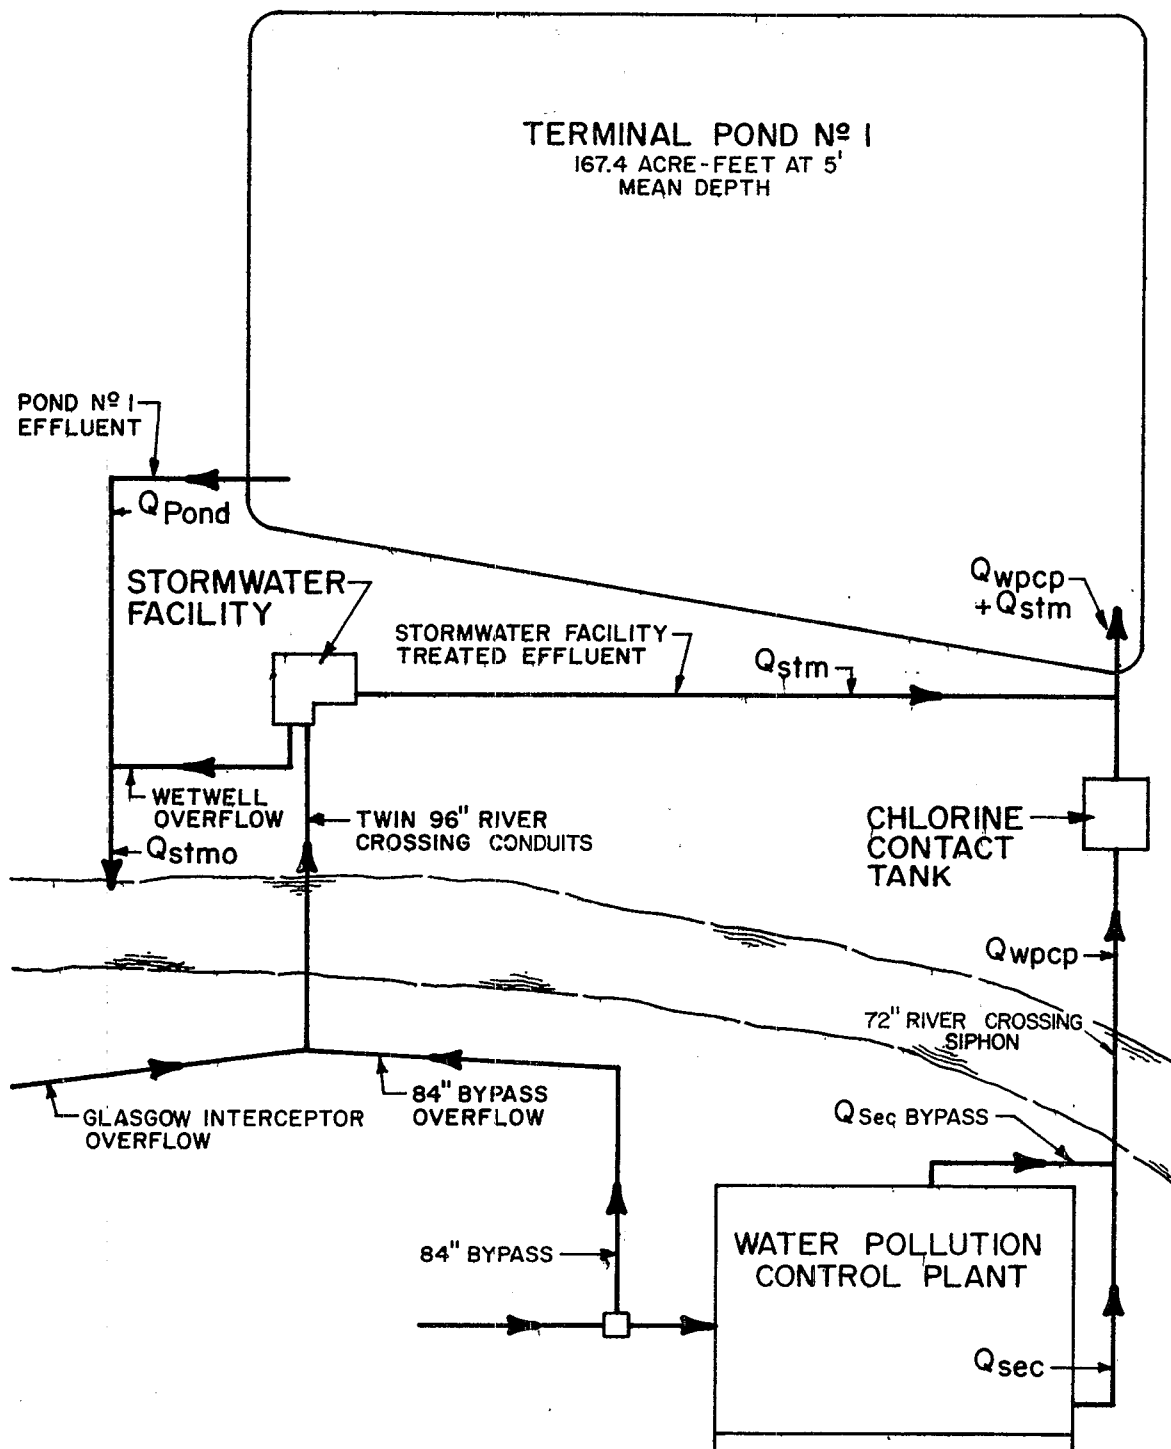 TERMINAL POND Nº 1
167.4 ACRE-FEET AT 5'
MEAN DEPTH
POND Nº 1
EFFLUENT
QPond
STORMWATER
FACILITY
Qwpcp
+Qstm
STORMWATER FACILITY
TREATED EFFLUENT
Qstm
WETWELL
OVERFLOW
Qstmo
TWIN 96" RIVER
CROSSING CONDUITS
CHLORINE
CONTACT
TANK
Qwpcp
72" RIVER CROSSING
SIPHON
84" BYPASS
OVERFLOW
GLASGOW INTERCEPTOR
OVERFLOW
QSec BYPASS
84" BYPASS
WATER POLLUTION
CONTROL PLANT
Qsec